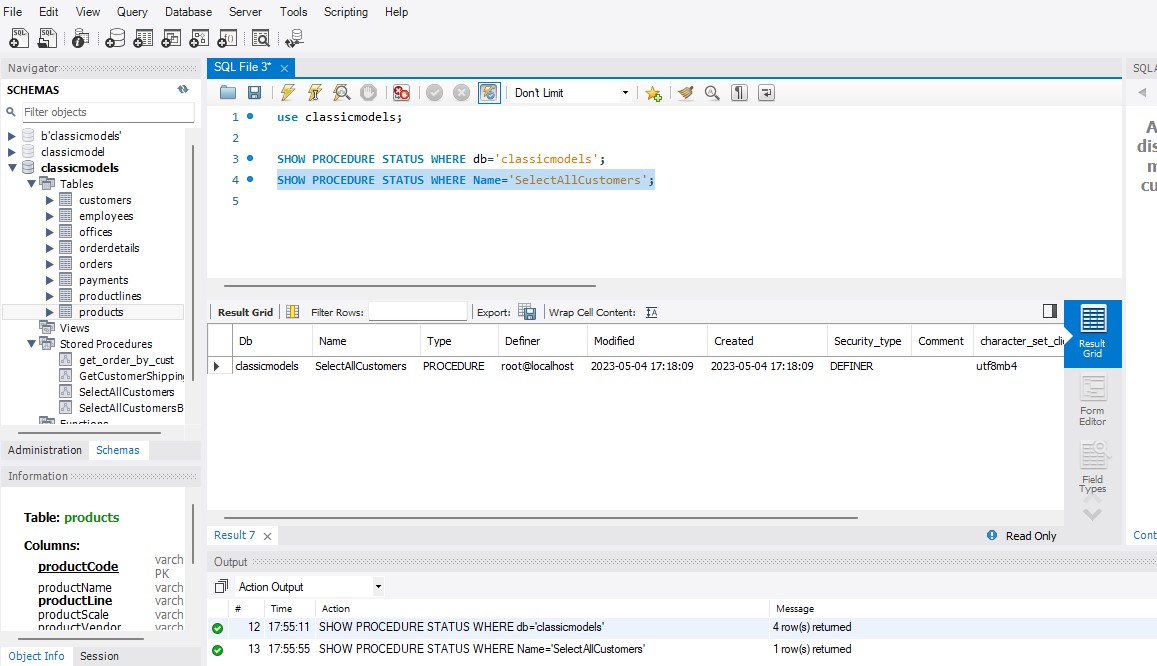 File Edit View Query Database Server Tools Scripting Help
Navigator
SCHEMAS
Filter objects
b'classicmodels'
classicmodel
classicmodels
Tables
customers
employees
offices
orderdetails
orders
payments
productlines
products
Views
Stored Procedures
get_order_by_cust
GetCustomerShipping
SelectAllCustomers
SelectAllCustomersB
Functions
Administration Schemas
Information
Table: products
Columns:
productCode varch
PK
productName varch
productLine varch
productScale varch
productVendor varch
Object Info Session
SQL File 3*
Don't Limit
1 use classicmodels;
2
3 SHOW PROCEDURE STATUS WHERE db='classicmodels';
4 SHOW PROCEDURE STATUS WHERE Name='SelectAllCustomers';
5
Result Grid Filter Rows: Export: Wrap Cell Content:
Db Name Type Definer Modified Created Security_type Comment character_set_clie
classicmodels SelectAllCustomers PROCEDURE root@localhost 2023-05-04 17:18:09 2023-05-04 17:18:09 DEFINER utf8mb4
Result
Grid
Form
Editor
Field
Types
Result 7 Read Only
Output
Action Output
# Time Action Message
12 17:55:11 SHOW PROCEDURE STATUS WHERE db='classicmodels' 4 row(s) returned
13 17:55:55 SHOW PROCEDURE STATUS WHERE Name='SelectAllCustomers' 1 row(s) returned
SQLA
A
dis
m
cu
Cont